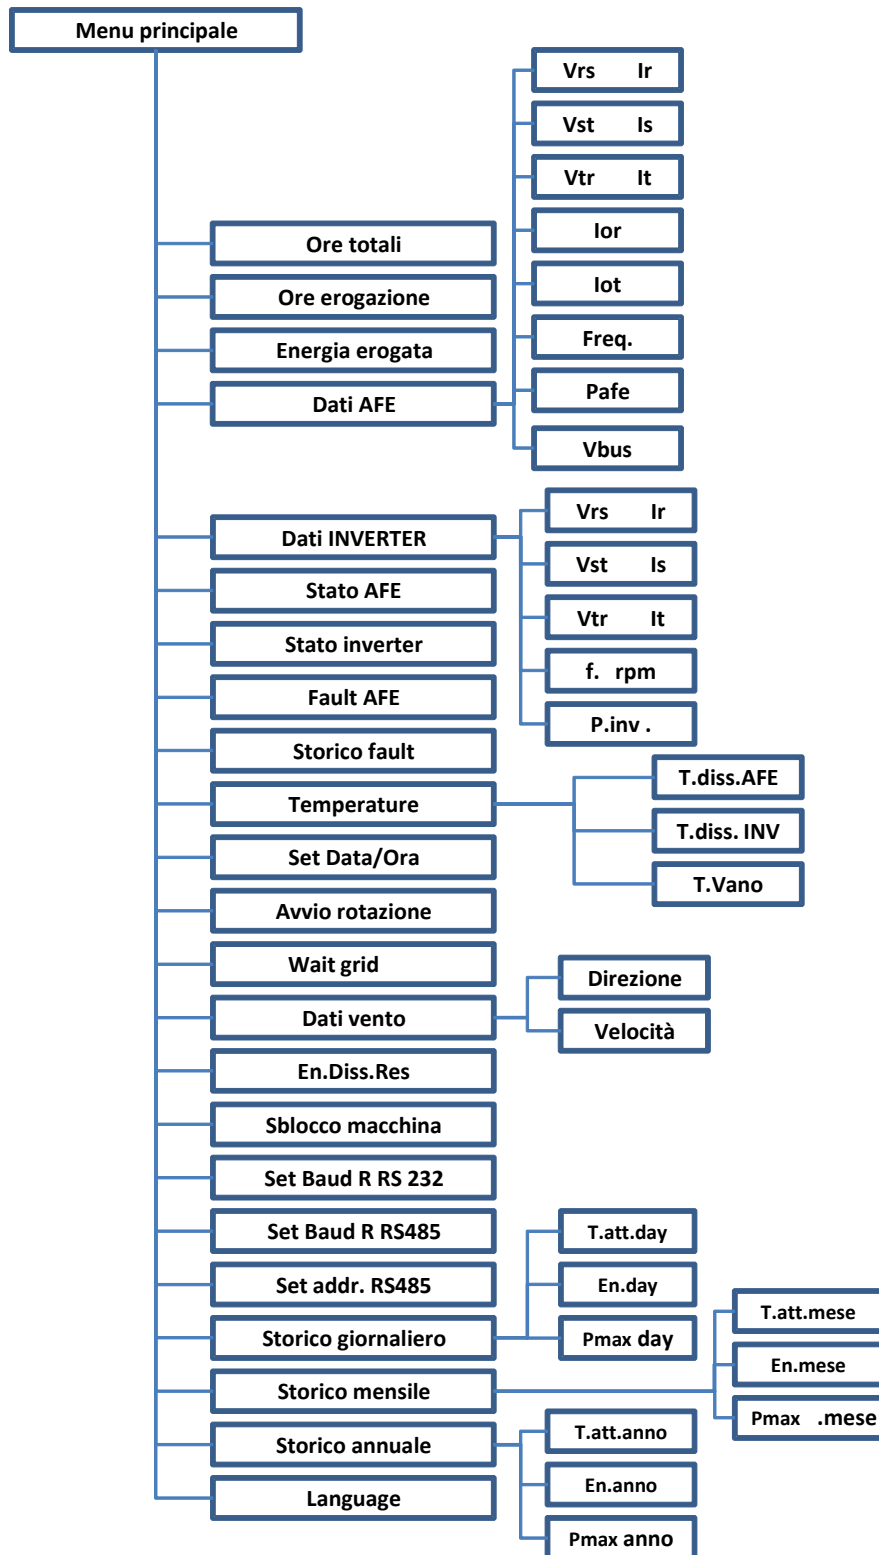 Menu principale
Ore totali
Ore erogazione
Energia erogata
Dati AFE
Vrs Ir
Vst Is
Vtr It
Ior
Iot
Freq.
Pafe
Vbus
Dati INVERTER
Vrs Ir
Vst Is
Vtr It
f. rpm
P.inv .
Stato AFE
Stato inverter
Fault AFE
Storico fault
Temperature
T.diss.AFE
T.diss. INV
T.Vano
Set Data/Ora
Avvio rotazione
Wait grid
Dati vento
Direzione
Velocità
En.Diss.Res
Sblocco macchina
Set Baud R RS 232
Set Baud R RS485
Set addr. RS485
Storico giornaliero
T.att.day
En.day
Pmax day
Storico mensile
T.att.mese
En.mese
Pmax .mese
Storico annuale
T.att.anno
En.anno
Pmax anno
Language